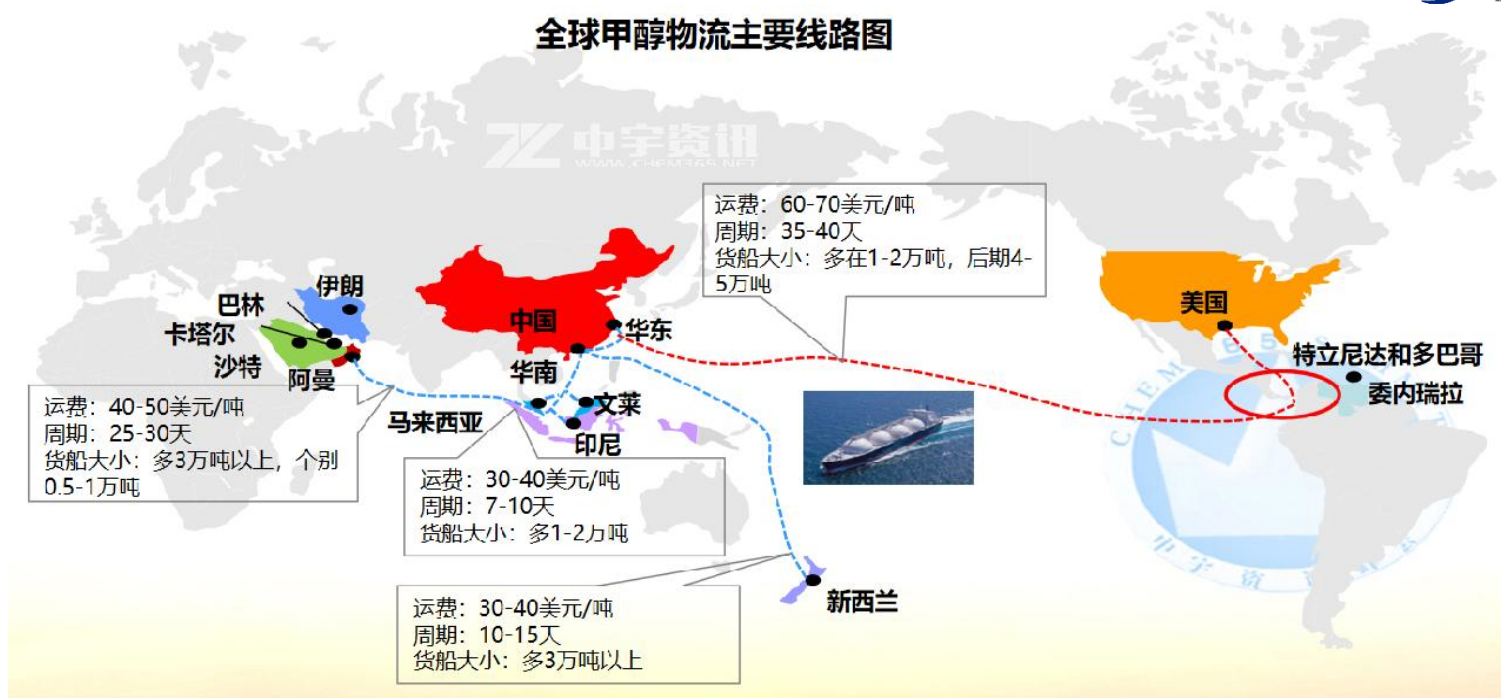 全球甲醇物流主要线路图
中宇资讯
WWW.CHEM365.NET
运费：60-70美元/吨
周期：35-40天
货船大小：多在1-2万吨，后期4-
5万吨
伊朗
巴林
卡塔尔
沙特
阿曼
中国
华东
华南
美国
特立尼达和多巴哥
委内瑞拉
运费：40-50美元/吨
周期：25-30天
货船大小：多3万吨以上，个别
0.5-1万吨
马来西亚
文莱
印尼
运费：30-40美元/吨
周期：7-10天
货船大小：多1-2万吨
新西兰
运费：30-40美元/吨
周期：10-15天
货船大小：多3万吨以上